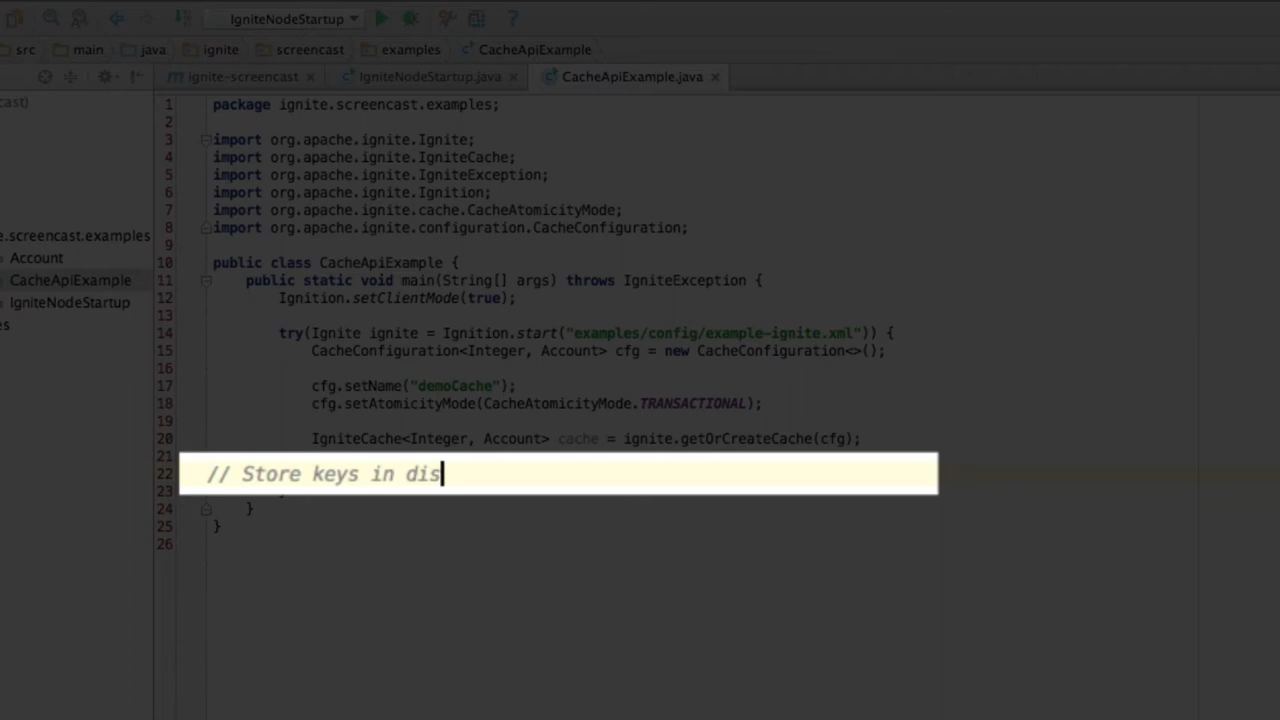 IgniteNodeStartup
src main java ignite screencast examples CacheApiExample
ignite-screencast IgniteNodeStartup.java CacheApiExample.java
cast)
e.screencast.examples
Account
CacheApiExample
IgniteNodeStartup
es
1 package ignite.screencast.examples;
2
3 import org.apache.ignite.Ignite;
4 import org.apache.ignite.IgniteCache;
5 import org.apache.ignite.IgniteException;
6 import org.apache.ignite.Ignition;
7 import org.apache.ignite.cache.CacheAtomicityMode;
8 import org.apache.ignite.configuration.CacheConfiguration;
9
10 public class CacheApiExample {
11 public static void main(String[] args) throws IgniteException {
12 Ignition.setClientMode(true);
13
14 try(Ignite ignite = Ignition.start("examples/config/example-ignite.xml")) {
15 CacheConfiguration<Integer, Account> cfg = new CacheConfiguration<>();
16
17 cfg.setName("demoCache");
18 cfg.setAtomicityMode(CacheAtomicityMode.TRANSACTIONAL);
19
20 IgniteCache<Integer, Account> cache = ignite.getOrCreateCache(cfg);
21
22 // Store keys in dis
23
24 }
25 }
26